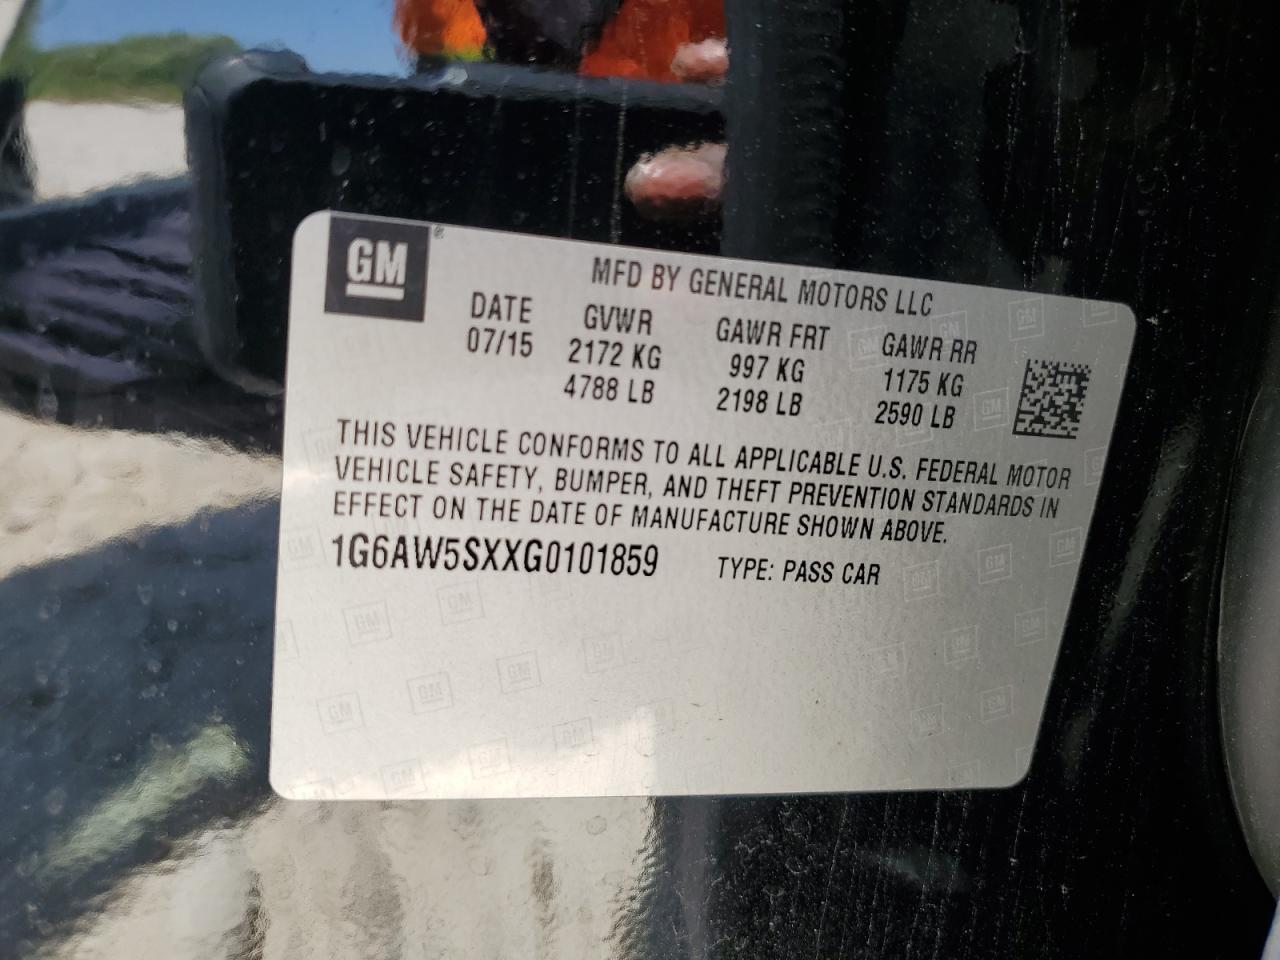 GM ®
MFD BY GENERAL MOTORS LLC
DATE GVWR GAWR FRT GAWR RR
07/15 2172 KG 997 KG 1175 KG
4788 LB 2198 LB 2590 LB
THIS VEHICLE CONFORMS TO ALL APPLICABLE U.S. FEDERAL MOTOR
VEHICLE SAFETY, BUMPER, AND THEFT PREVENTION STANDARDS IN
EFFECT ON THE DATE OF MANUFACTURE SHOWN ABOVE.
1G6AW5SXXG0101859 TYPE: PASS CAR